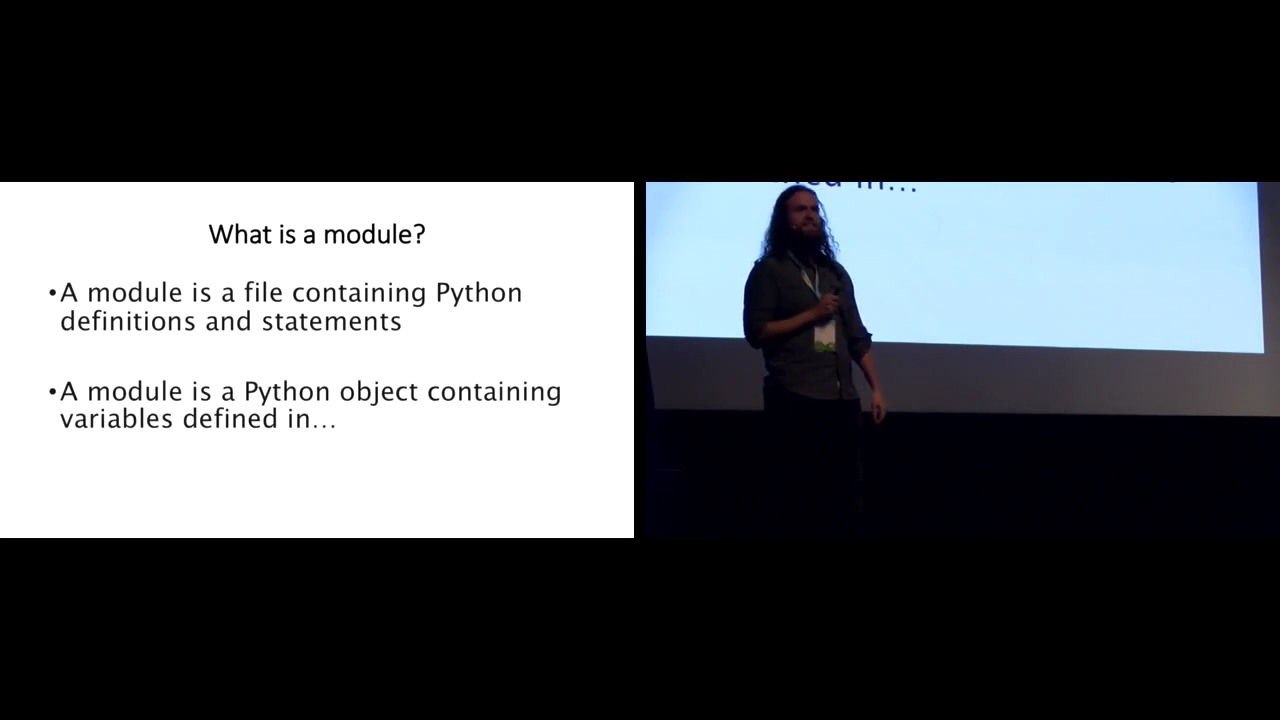 What is a module?
•A module is a file containing Python
definitions and statements
•A module is a Python object containing
variables defined in…
in…